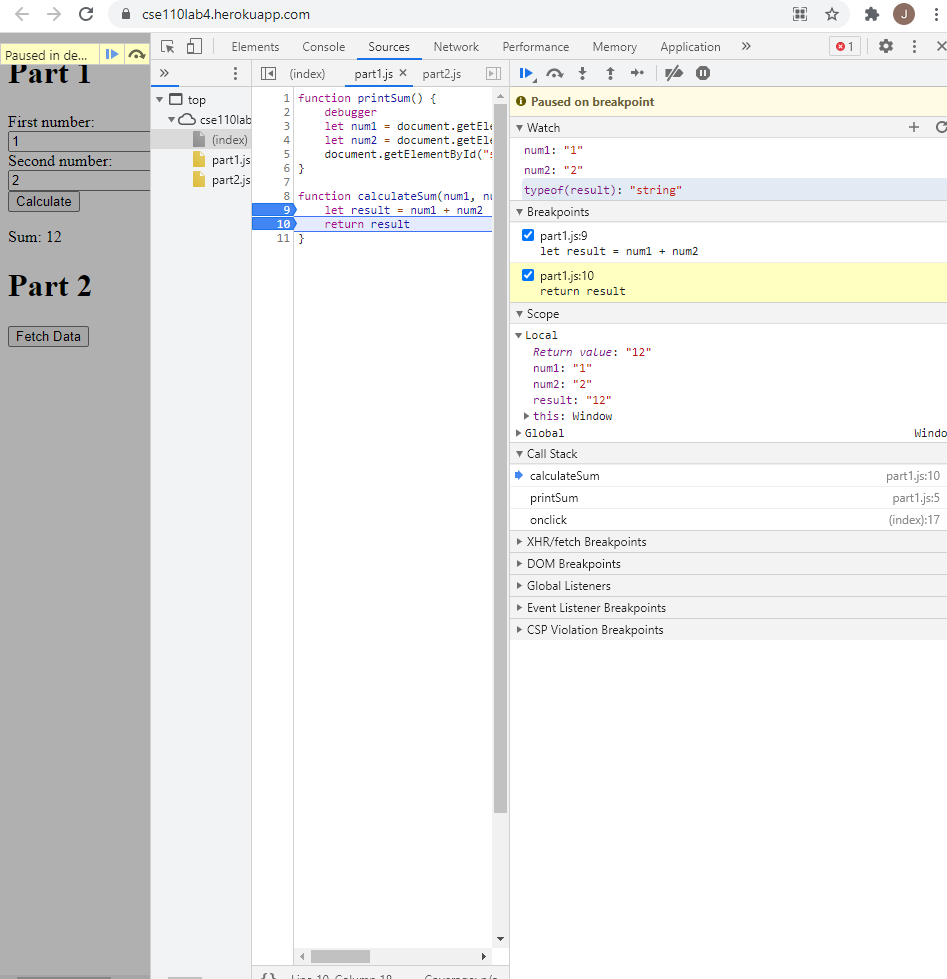 cse110lab4.herokuapp.com
J
Paused in de...
Part 1
First number:
1
Second number:
2
Calculate
Sum: 12
Part 2
Fetch Data
Elements Console Sources Network Performance Memory Application » 1
»
top
cse110lab
(index)
part1.js
part2.js
(index) part1.js × part2.js
1 function printSum() {
2 debugger
3 let num1 = document.getEle
4 let num2 = document.getEle
5 document.getElementById("s
6 }
7
8 function calculateSum(num1, nu
9 let result = num1 + num2
10 return result
11 }
{} Line 10, Column 18 Coverage: n/a
Paused on breakpoint
Watch
num1: "1"
num2: "2"
typeof(result): "string"
Breakpoints
part1.js:9
let result = num1 + num2
part1.js:10
return result
Scope
Local
Return value: "12"
num1: "1"
num2: "2"
result: "12"
this: Window
Global Windo
Call Stack
calculateSum part1.js:10
printSum part1.js:5
onclick (index):17
XHR/fetch Breakpoints
DOM Breakpoints
Global Listeners
Event Listener Breakpoints
CSP Violation Breakpoints